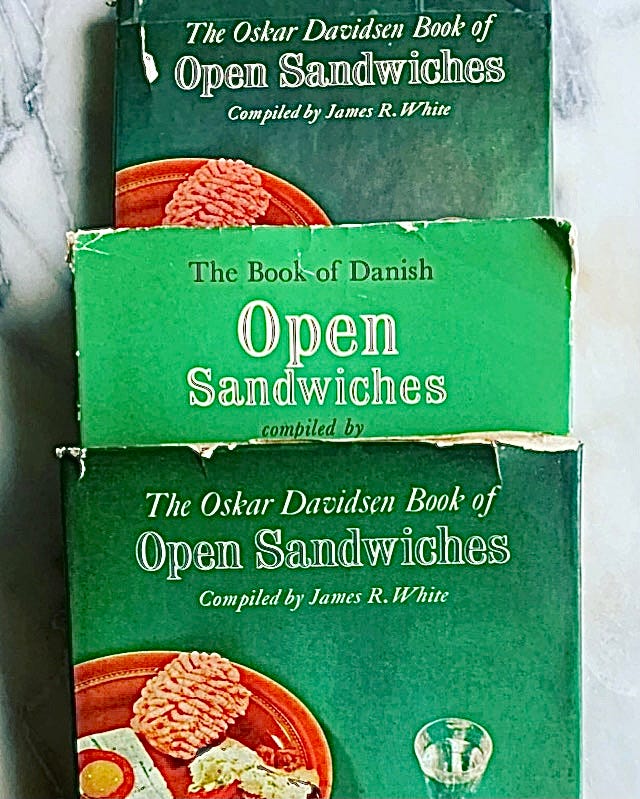 The Oskar Davidsen Book of
Open Sandwiches
Compiled by James R. White
The Book of Danish
Open
Sandwiches
compiled by
The Oskar Davidsen Book of
Open Sandwiches
Compiled by James R. White